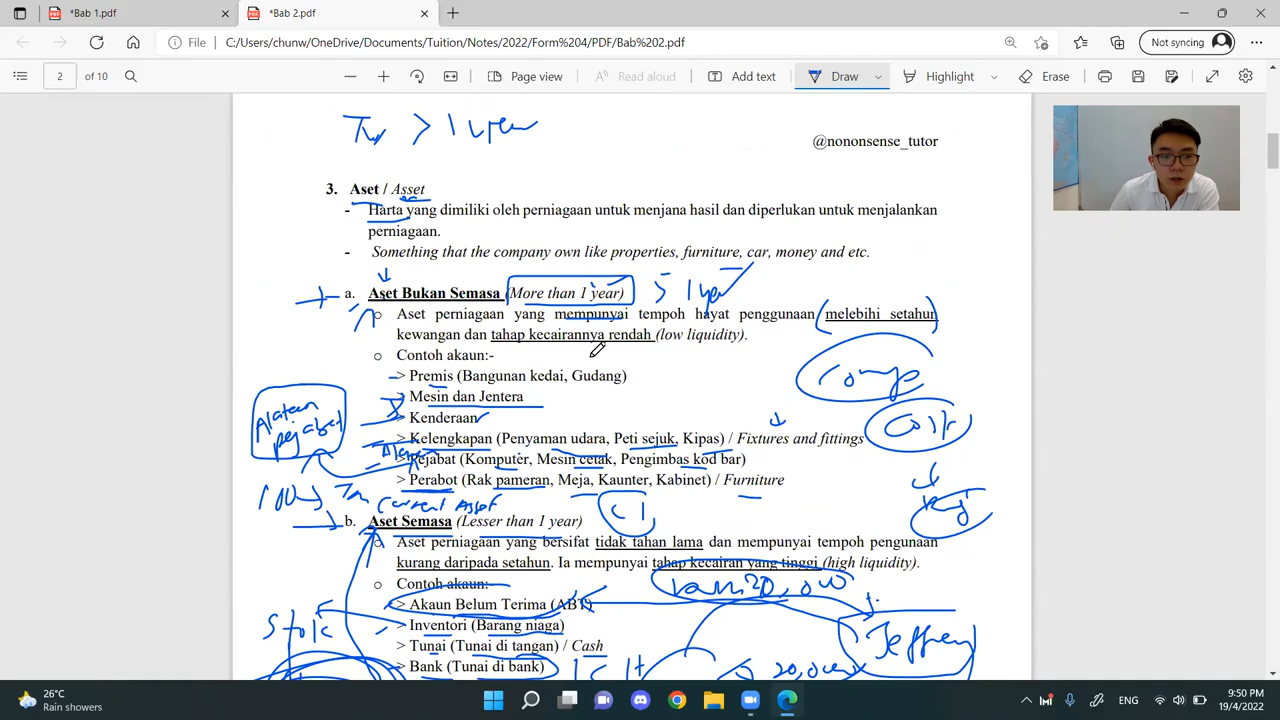 *Bab 1.pdf
*Bab 2.pdf
File
C:/Users/chunw/OneDrive/Documents/Tuition/Notes/2022/Form%204/PDF/Bab%202.pdf
Not syncing
2 of 10
Page view
Read aloud
Add text
Draw
Highlight
Erase
> 1 year
@nononsense_tutor
3. Aset / Asset
- Harta yang dimiliki oleh perniagaan untuk menjana hasil dan diperlukan untuk menjalankan
perniagaan.
- Something that the company own like properties, furniture, car, money and etc.
a. Aset Bukan Semasa (More than 1 year)
> 1 year
o Aset perniagaan yang mempunyai tempoh hayat penggunaan melebihi setahun
kewangan dan tahap kecairannya rendah (low liquidity).
o Contoh akaun:-
> Premis (Bangunan kedai, Gudang)
> Mesin dan Jentera
> Kenderaan
> Kelengkapan (Penyaman udara, Peti sejuk, Kipas) / Fixtures and fittings
Alatan
pejabat
> Pejabat (Komputer, Mesin cetak, Pengimbas kod bar)
> Perabot (Rak pameran, Meja, Kaunter, Kabinet) / Furniture
Current Asset
b. Aset Semasa (Lesser than 1 year)
o Aset perniagaan yang bersifat tidak tahan lama dan mempunyai tempoh pengunaan
kurang daripada setahun. Ia mempunyai tahap kecairan yang tinggi (high liquidity).
o Contoh akaun:-
> Akaun Belum Terima (ABT)
> Inventori (Barang niaga)
Stok
Jeffrey
> Tunai (Tunai di tangan) / Cash
> Bank (Tunai di bank)
20,000
26°C
Rain showers
ENG
9:50 PM
19/4/2022